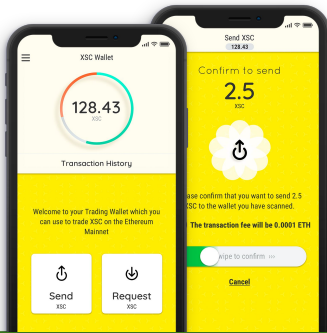 XSC Wallet
128.43
XSC
Transaction History
Welcome to your Trading Wallet which you
can use to trade XSC on the Ethereum
Mainnet
Send
XSC
Request
XSC
Send XSC
128.43
Confirm to send
2.5
XSC
ase confirm that you want to send 2.5
XSC to the wallet you have scanned.
The transaction fee will be 0.0001 ETH
wipe to confirm
Cancel